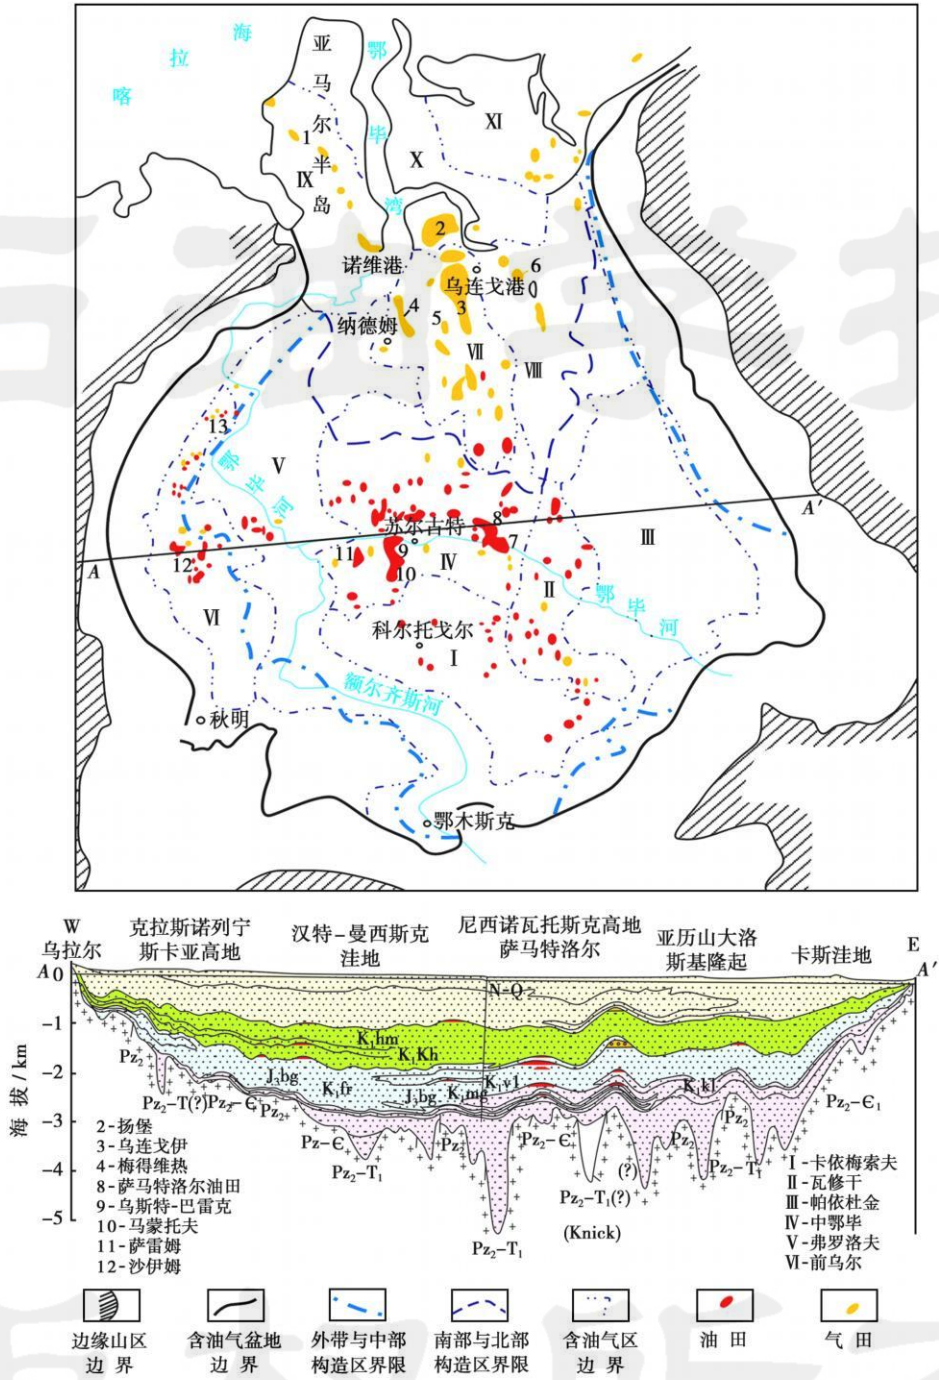 喀拉海
亚马尔半岛
鄂毕湾
1
Ⅸ
Ⅹ
Ⅺ
2
诺维港
乌连戈港
6
3
4
5
纳德姆
Ⅶ
Ⅷ
13
鄂毕河
Ⅴ
苏尔古特
8
7
A′
A
Ⅲ
11
9
10
Ⅳ
12
Ⅱ
鄂毕河
Ⅵ
科尔托戈尔
Ⅰ
额尔齐斯河
秋明
鄂木斯克
W
乌拉尔
克拉斯诺列宁
斯卡亚高地
汉特-曼西斯克
洼地
尼西诺瓦托斯克高地
萨马特洛尔
亚历山大洛
斯基隆起
卡斯洼地
E
A
A′
0
-1
-2
-3
-4
-5
海拔/km
N-Q
K₁hm
K₁Kh
Pz₂
J₃bg
K₁fr
J₃bg
K₁mg
K₁v1
K₁kl
Pz₂-T(?)
Pz₂-Є
Pz₂
Pz-Є
Pz₂-T₁
Pz₂
Pz₂-Є
Pz₂-T₁
Pz₂-T₁(?)
(?)
(Knick)
Pz₂
Pz₂
Pz₂-T₁
Pz₂-Є₁
2-扬堡
3-乌连戈伊
4-梅得维热
8-萨马特洛尔油田
9-乌斯特-巴雷克
10-马蒙托夫
11-萨雷姆
12-沙伊姆
Ⅰ-卡依梅索夫
Ⅱ-瓦修干
Ⅲ-帕依杜金
Ⅳ-中鄂毕
Ⅴ-弗罗洛夫
Ⅵ-前乌尔
边缘山区
边界
含油气盆地
边界
外带与中部
构造区界限
南部与北部
构造区界限
含油气区
边界
油田
气田